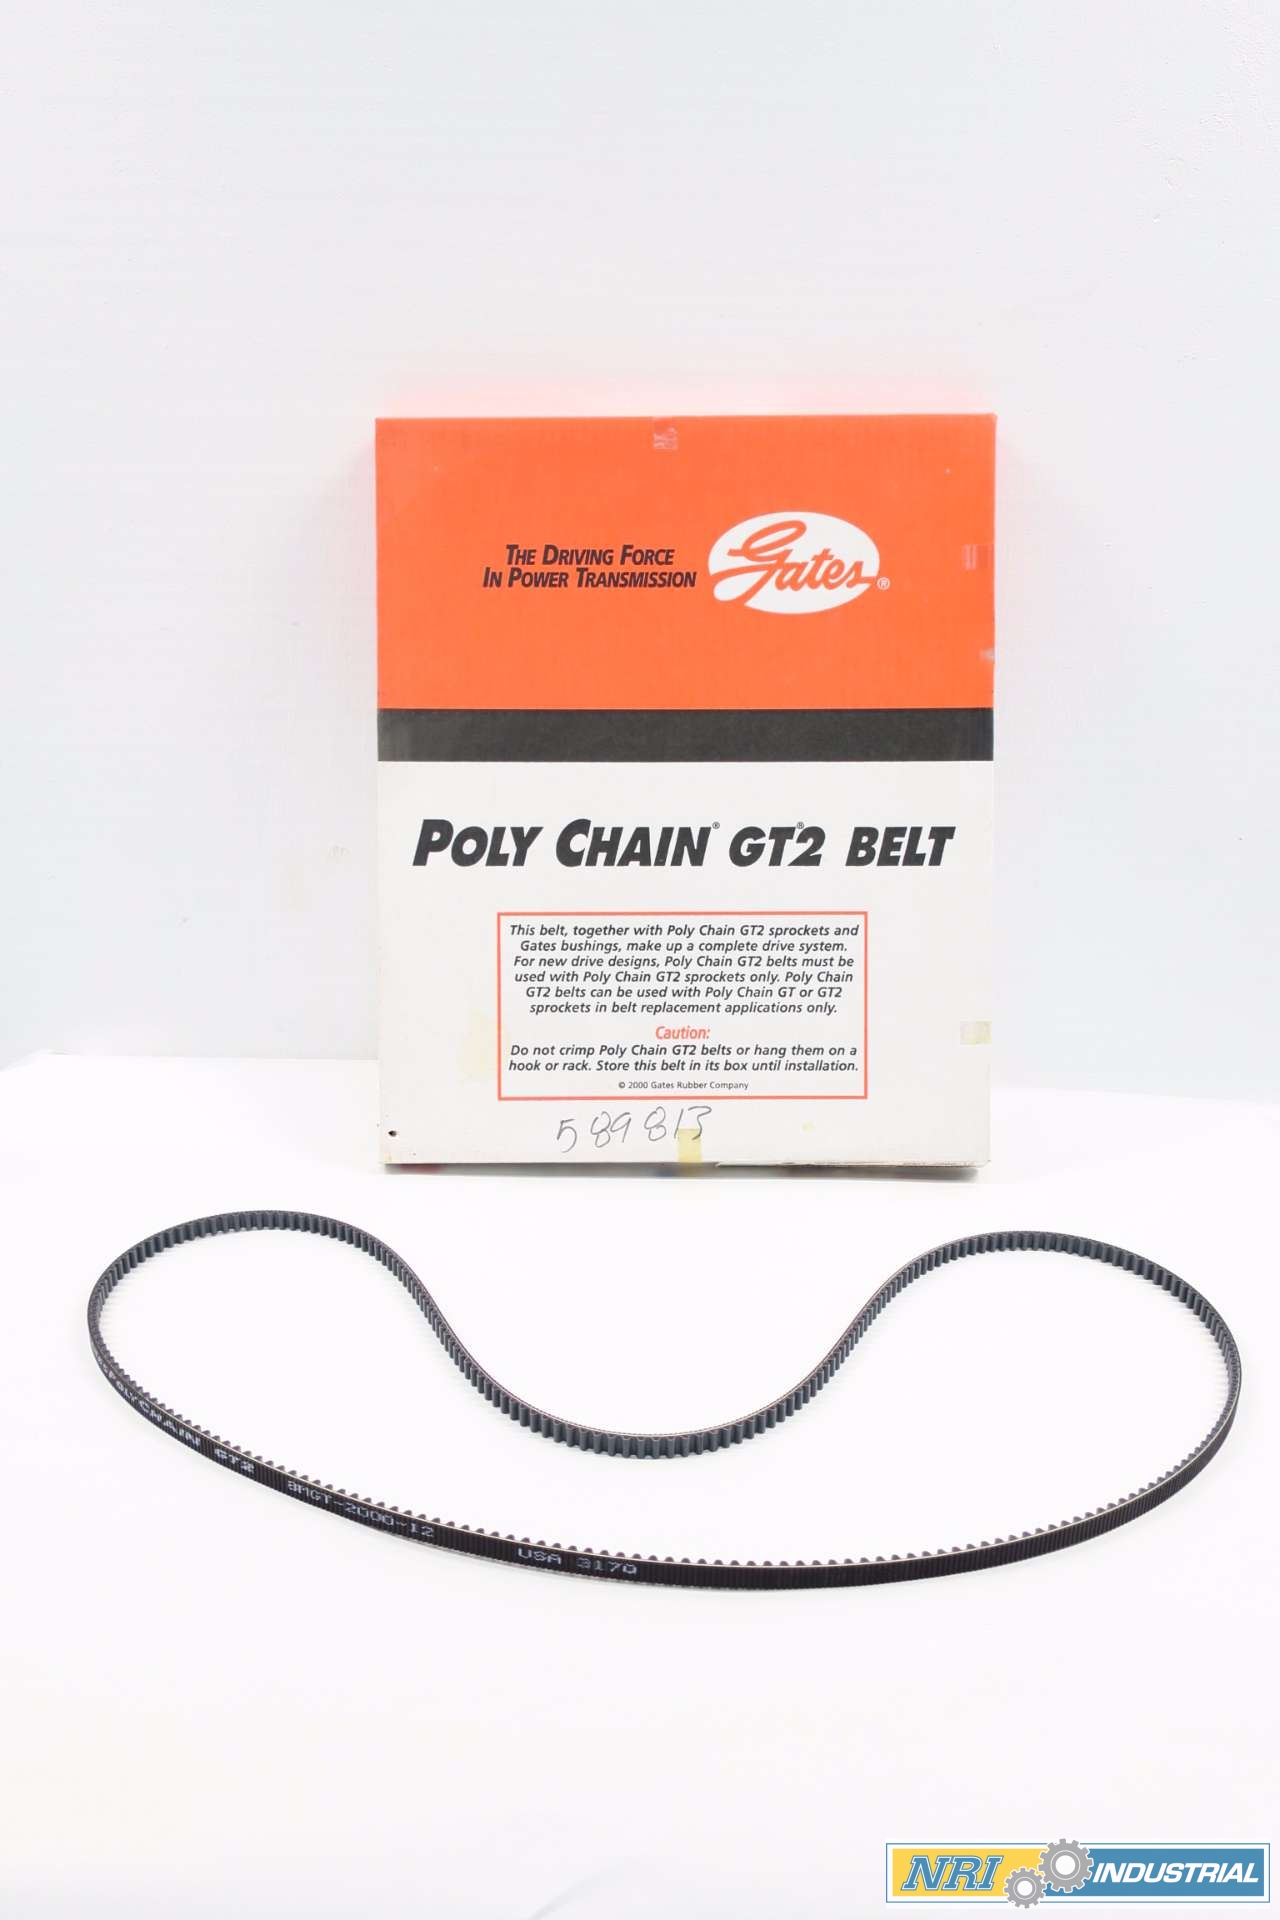 THE DRIVING FORCE
IN POWER TRANSMISSION
Gates®
POLY CHAIN® GT®2 BELT
This belt, together with Poly Chain GT2 sprockets and
Gates bushings, make up a complete drive system.
For new drive designs, Poly Chain GT2 belts must be
used with Poly Chain GT2 sprockets only. Poly Chain
GT2 belts can be used with Poly Chain GT or GT2
sprockets in belt replacement applications only.
Caution:
Do not crimp Poly Chain GT2 belts or hang them on a
hook or rack. Store this belt in its box until installation.
© 2000 Gates Rubber Company
589813
POLYCHAIN GT2 8MGT-2000-12 USA 3170
NRI INDUSTRIAL